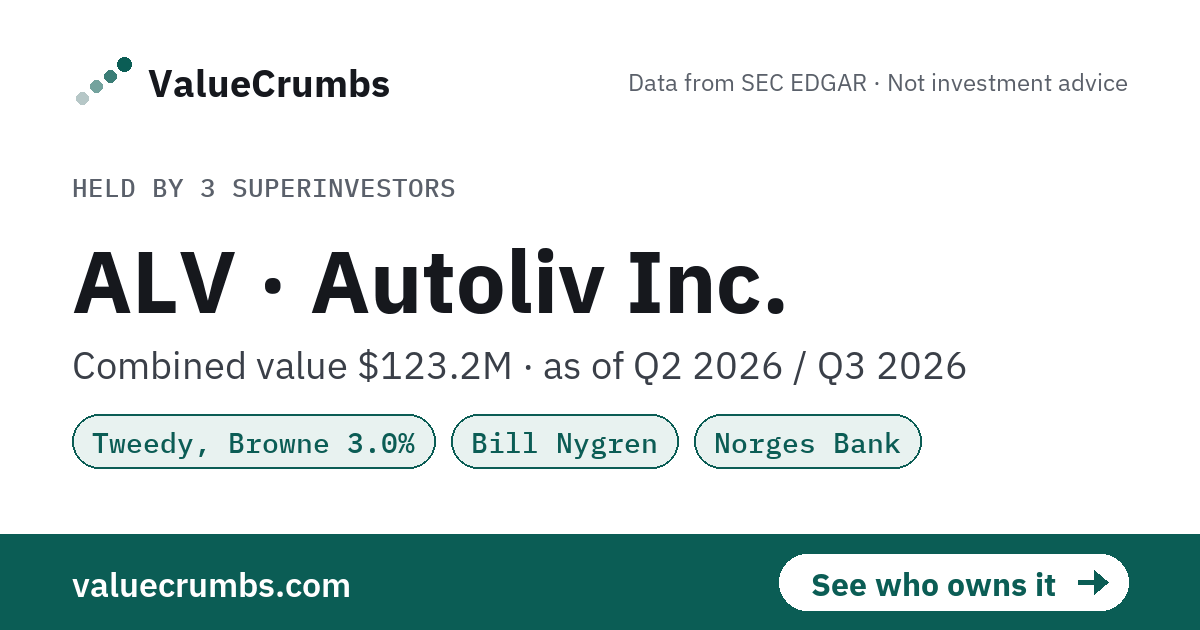 ValueCrumbs
Data from SEC EDGAR · Not investment advice
HELD BY 3 SUPERINVESTORS
ALV · Autoliv Inc.
Combined value $123.2M · as of Q2 2026 / Q3 2026
Tweedy, Browne 3.0%
Bill Nygren
Norges Bank
valuecrumbs.com
See who owns it